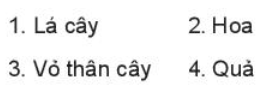 1. Lá cây 2. Hoa
3. Vỏ thân cây 4. Quả